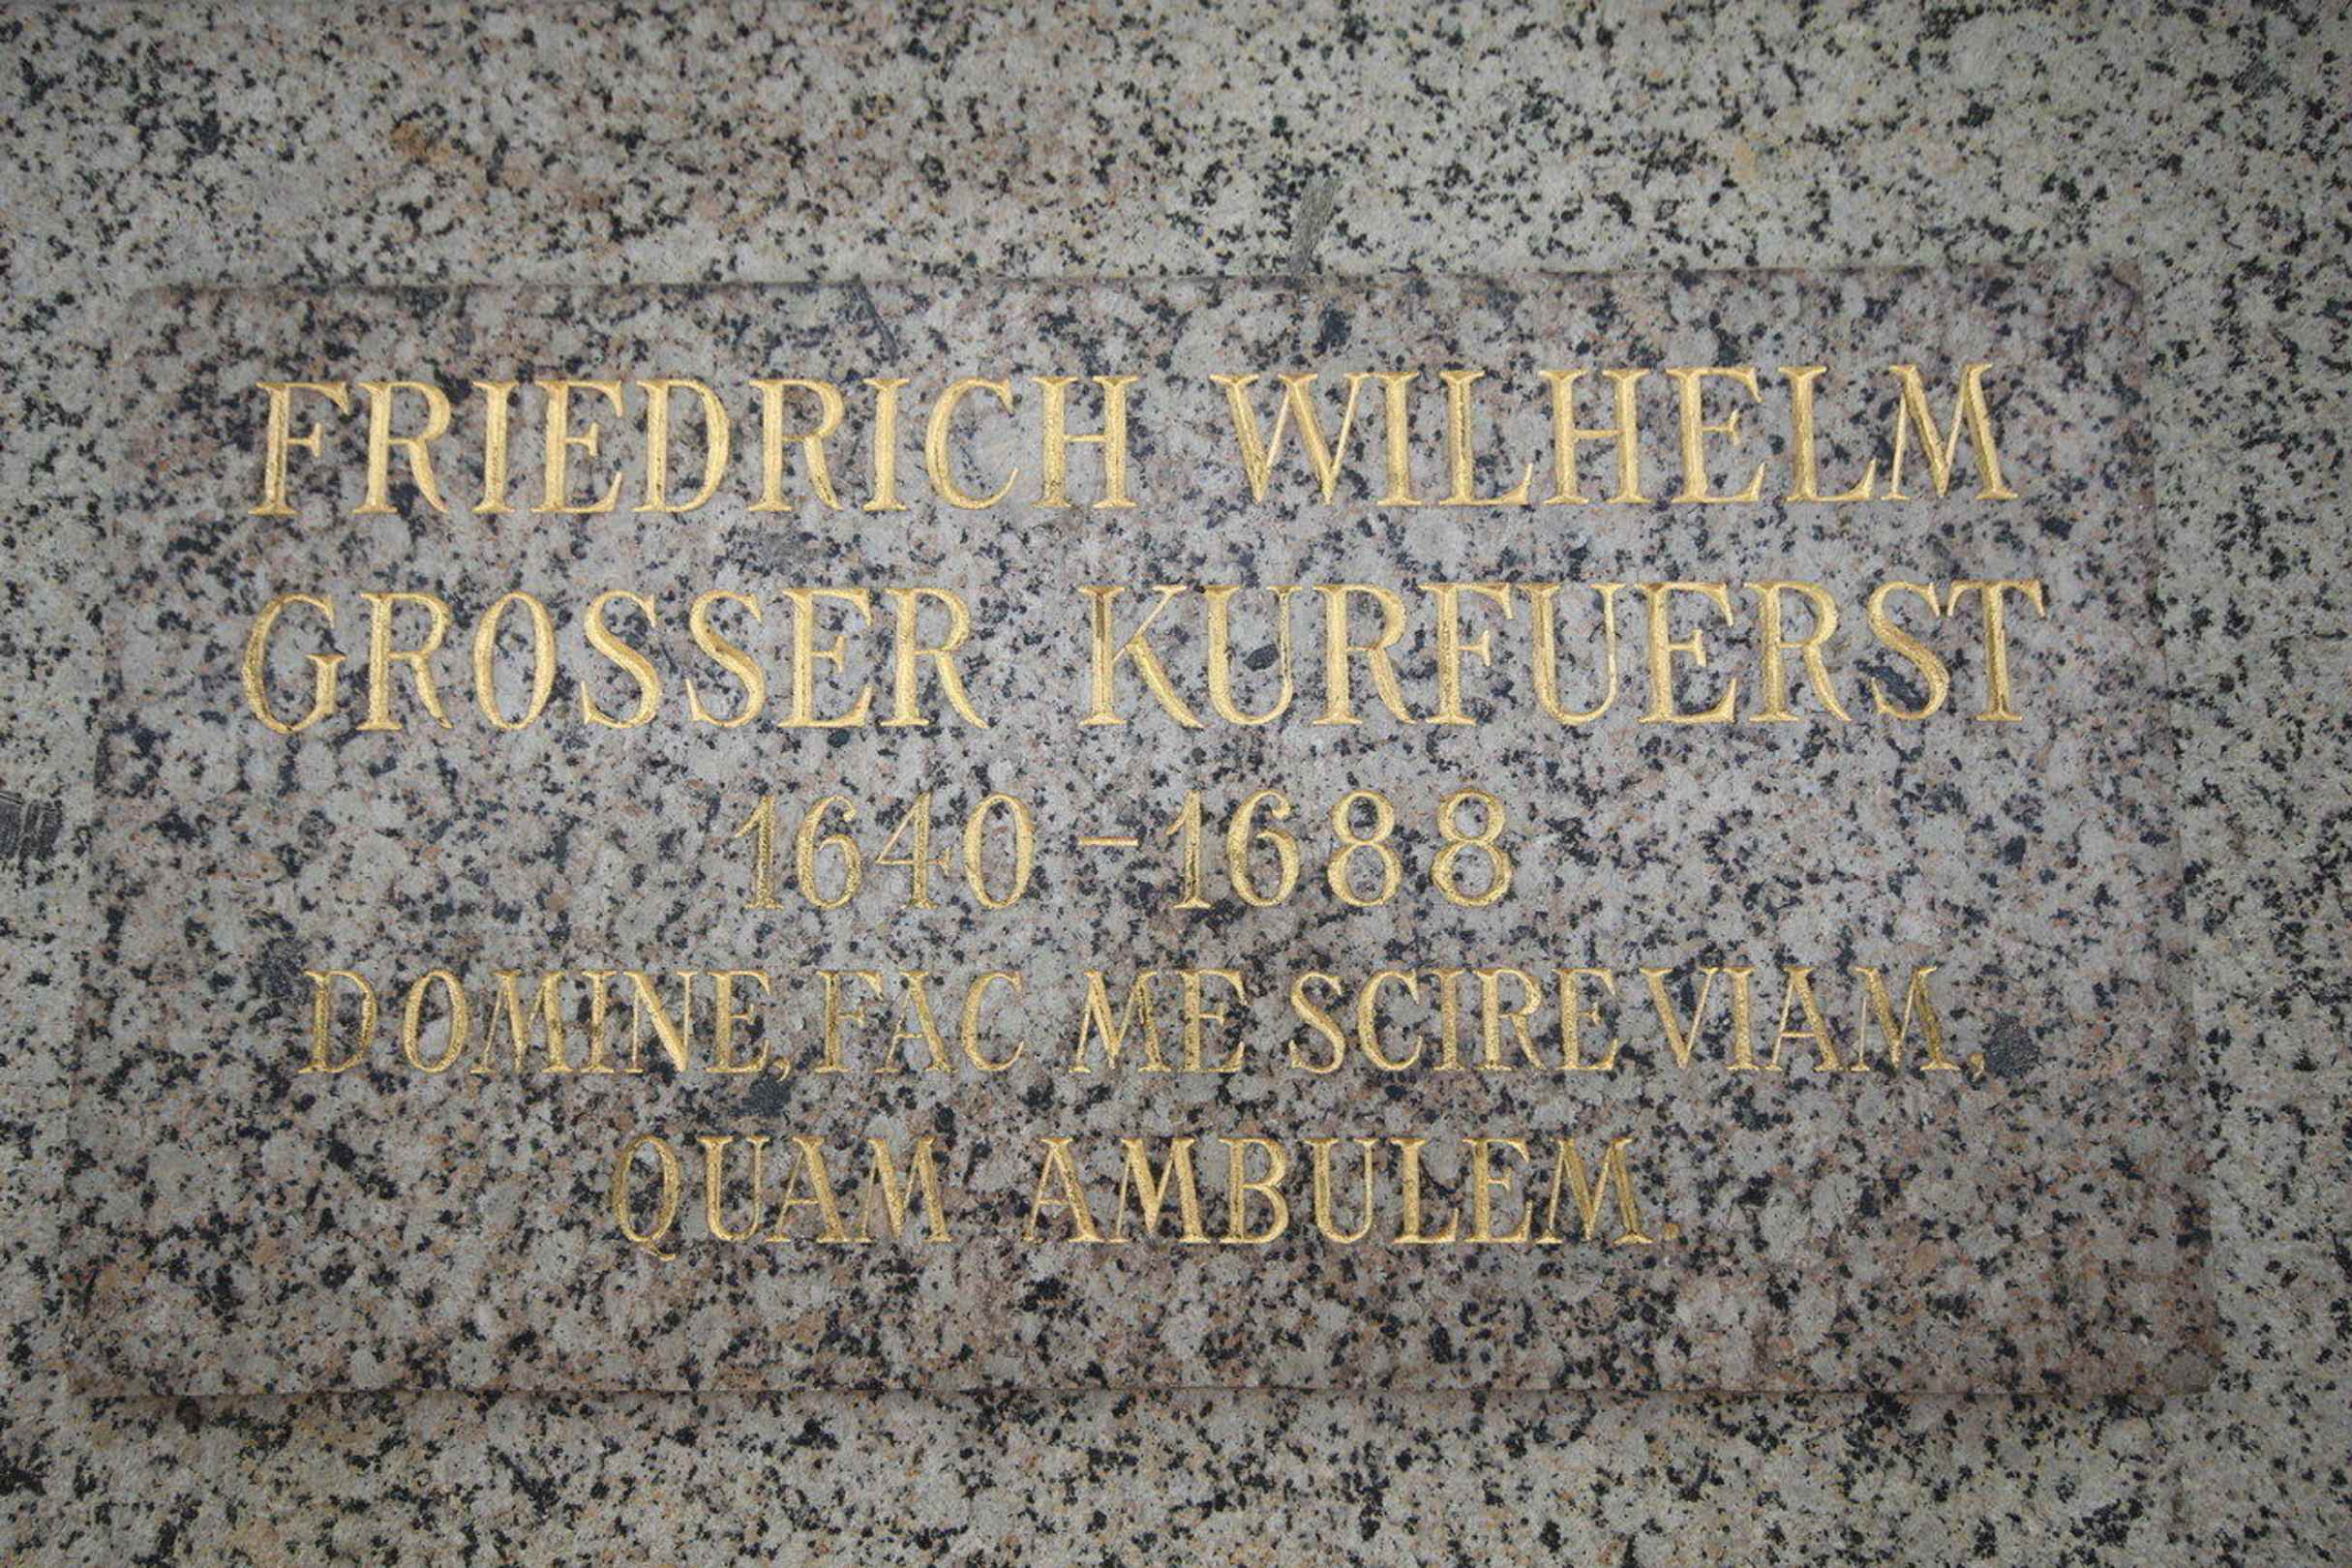 FRIEDRICH WILHELM
GROSSER KURFUERST
1640 – 1688
DOMINE, FAC ME SCIRE VIAM,
QUAM AMBULEM.